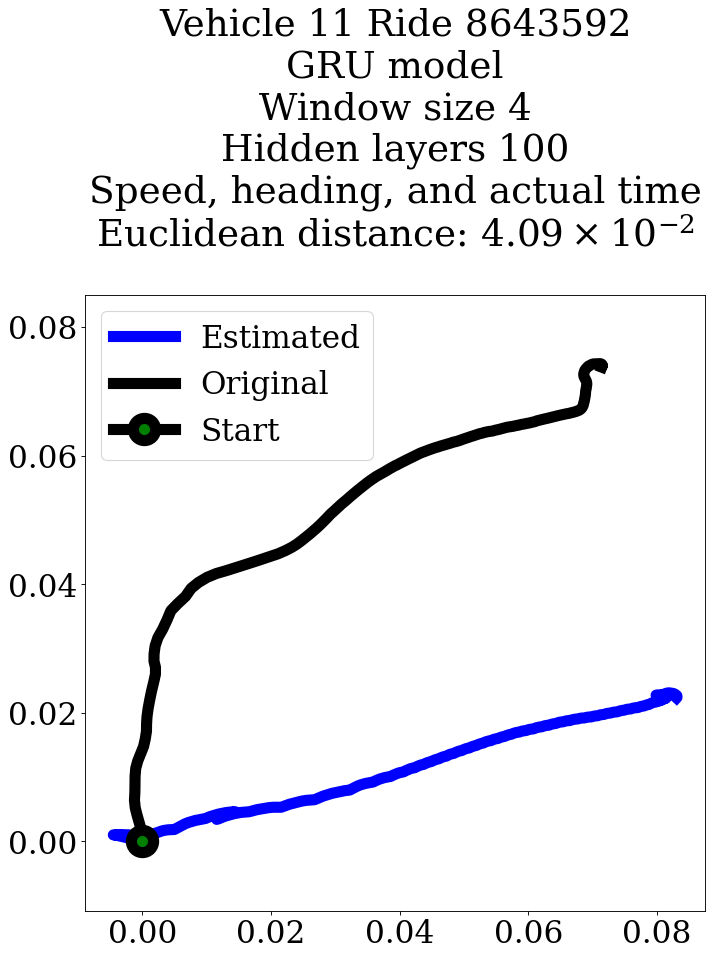 Vehicle 11 Ride 8643592
GRU model
Window size 4
Hidden layers 100
Speed, heading, and actual time
Euclidean distance: 4.09 × 10⁻²
Estimated
Original
Start
0.08
0.06
0.04
0.02
0.00
0.00 0.02 0.04 0.06 0.08